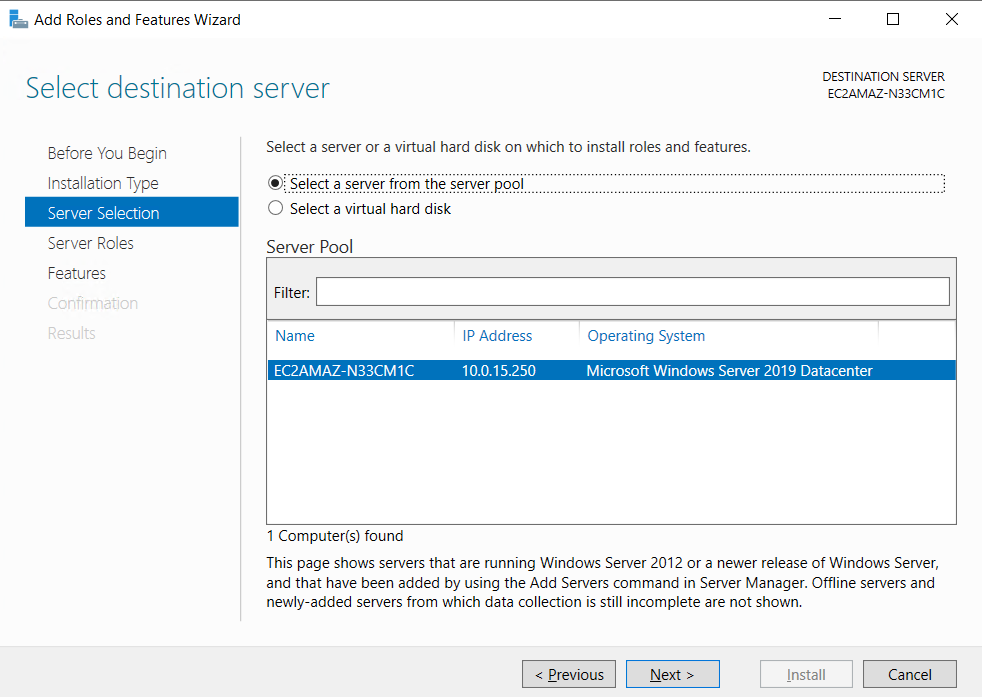 Add Roles and Features Wizard
Select destination server
DESTINATION SERVER
EC2AMAZ-N33CM1C
Before You Begin
Installation Type
Server Selection
Server Roles
Features
Confirmation
Results
Select a server or a virtual hard disk on which to install roles and features.
Select a server from the server pool
Select a virtual hard disk
Server Pool
Filter:
Name IP Address Operating System
EC2AMAZ-N33CM1C 10.0.15.250 Microsoft Windows Server 2019 Datacenter
1 Computer(s) found
This page shows servers that are running Windows Server 2012 or a newer release of Windows Server,
and that have been added by using the Add Servers command in Server Manager. Offline servers and
newly-added servers from which data collection is still incomplete are not shown.
< Previous Next > Install Cancel